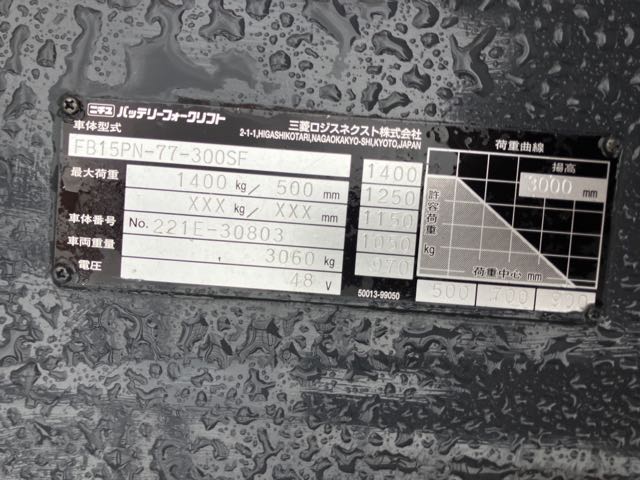 ニチユ バッテリーフォークリフト
三菱ロジスネクスト株式会社
2-1-1,HIGASHIKOTARI,NAGAOKAKYO-SHI,KYOTO,JAPAN
車体型式
FB15PN-77-300SF
最大荷重
1400 kg/ 500 mm
XXX kg/ XXX mm
車体番号 No. 221E-30803
車両重量 3060 kg
電圧 48 V
50013-99050
荷重曲線
揚高
3000 mm
1400
1250
1150
1050
970
許容荷重
kg
荷重中心 mm
500 700 900